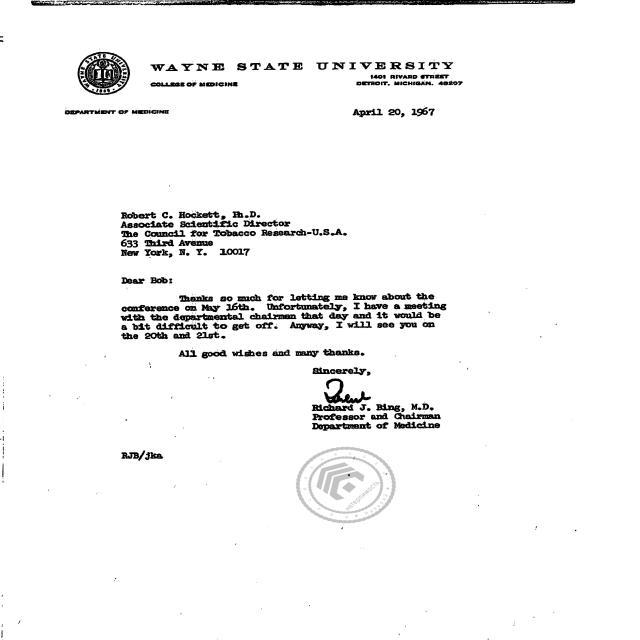 WAYNE STATE UNIVERSITY
COLLEGE OF MEDICINE
1401 RIVARD STREET
DETROIT, MICHIGAN, 48207
DEPARTMENT OF MEDICINE
April 20, 1967
Robert C. Hockett, Ph.D.
Associate Scientific Director
The Council for Tobacco Research-U.S.A.
633 Third Avenue
New York, N. Y. 10017
Dear Bob:
Thanks so much for letting me know about the
conference on May 16th. Unfortunately, I have a meeting
with the departmental chairman that day and it would be
a bit difficult to get off. Anyway, I will see you on
the 20th and 21st.
All good wishes and many thanks.
Sincerely,
Richard J. Bing, M.D.
Professor and Chairman
Department of Medicine
RJB/jka